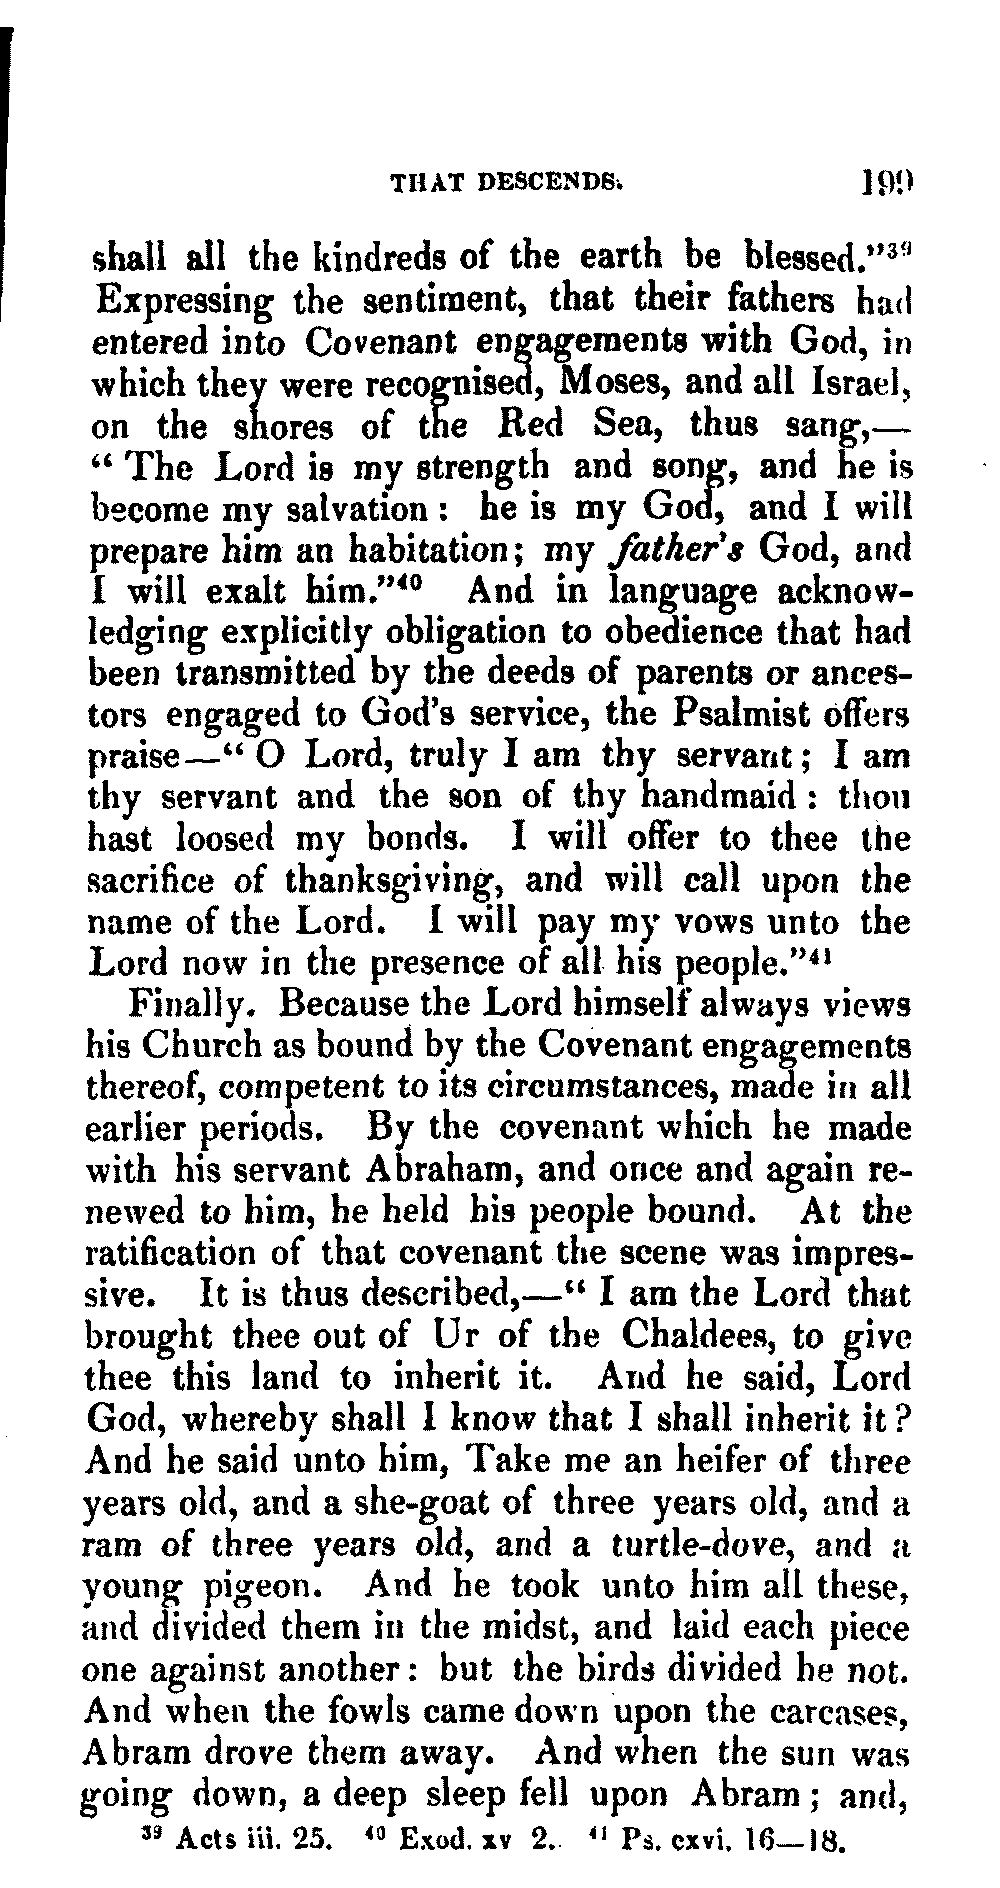 THAT DESCENDS. 199
shall all the kindreds of the earth be blessed."³⁹
Expressing the sentiment, that their fathers had
entered into Covenant engagements with God, in
which they were recognised, Moses, and all Israel,
on the shores of the Red Sea, thus sang,—
"The Lord is my strength and song, and he is
become my salvation: he is my God, and I will
prepare him an habitation; my father's God, and
I will exalt him."⁴⁰ And in language acknow-
ledging explicitly obligation to obedience that had
been transmitted by the deeds of parents or ances-
tors engaged to God's service, the Psalmist offers
praise—"O Lord, truly I am thy servant; I am
thy servant and the son of thy handmaid: thou
hast loosed my bonds. I will offer to thee the
sacrifice of thanksgiving, and will call upon the
name of the Lord. I will pay my vows unto the
Lord now in the presence of all his people."⁴¹
Finally. Because the Lord himself always views
his Church as bound by the Covenant engagements
thereof, competent to its circumstances, made in all
earlier periods. By the covenant which he made
with his servant Abraham, and once and again re-
newed to him, he held his people bound. At the
ratification of that covenant the scene was impres-
sive. It is thus described,—"I am the Lord that
brought thee out of Ur of the Chaldees, to give
thee this land to inherit it. And he said, Lord
God, whereby shall I know that I shall inherit it?
And he said unto him, Take me an heifer of three
years old, and a she-goat of three years old, and a
ram of three years old, and a turtle-dove, and a
young pigeon. And he took unto him all these,
and divided them in the midst, and laid each piece
one against another: but the birds divided he not.
And when the fowls came down upon the carcases,
Abram drove them away. And when the sun was
going down, a deep sleep fell upon Abram; and,
³⁹ Acts iii. 25. ⁴⁰ Exod. xv 2. ⁴¹ Ps. cxvi. 16—18.